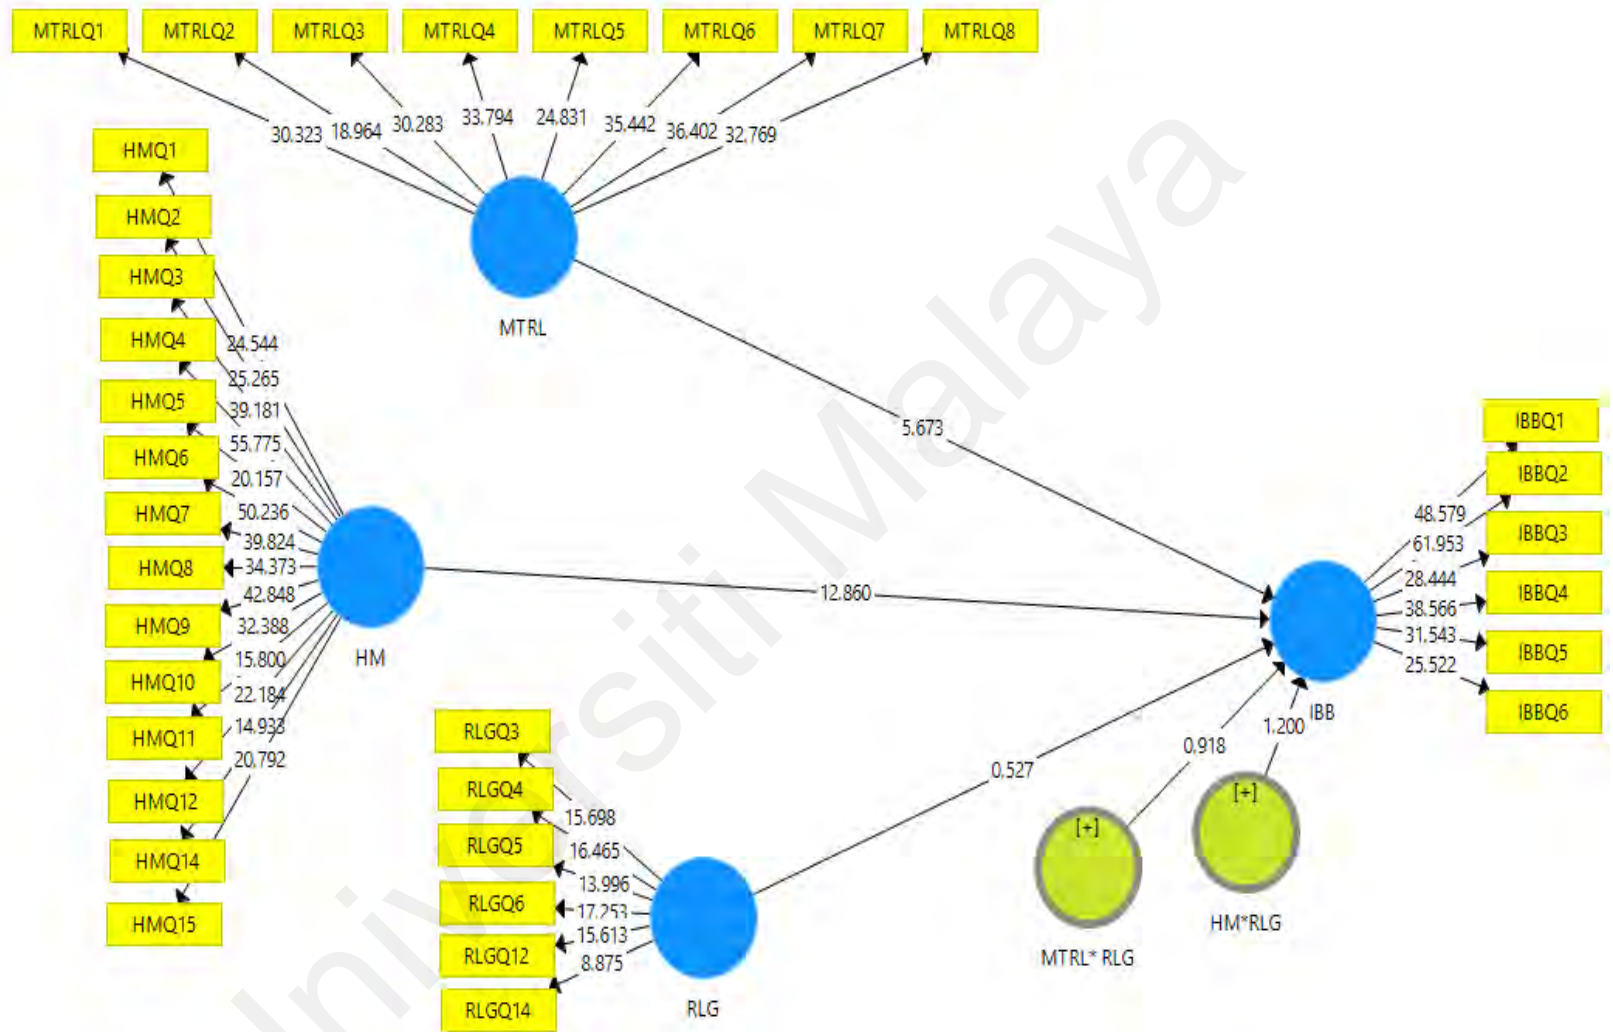 MTRLQ1 MTRLQ2 MTRLQ3 MTRLQ4 MTRLQ5 MTRLQ6 MTRLQ7 MTRLQ8
30.323 18.964 30.283 33.794 24.831 35.442 36.402 32.769
MTRL
HMQ1
HMQ2
HMQ3
HMQ4
HMQ5
HMQ6
HMQ7
HMQ8
HMQ9
HMQ10
HMQ11
HMQ12
HMQ14
HMQ15
24.544
25.265
39.181
55.775
20.157
50.236
39.824
34.373
42.848
32.388
15.800
22.184
14.933
20.792
HM
5.673
12.860
0.527
RLGQ3
RLGQ4
RLGQ5
RLGQ6
RLGQ12
RLGQ14
15.698
16.465
13.996
17.253
15.613
8.875
RLG
0.918
1.200
[+]
MTRL* RLG
[+]
HM*RLG
IBB
48.579
61.953
28.444
38.566
31.543
25.522
IBBQ1
IBBQ2
IBBQ3
IBBQ4
IBBQ5
IBBQ6
Universiti Malaya